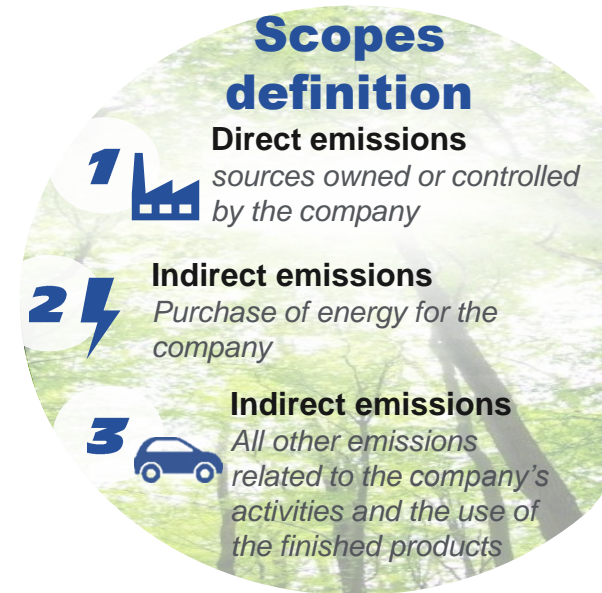 Scopes
definition
1
Direct emissions
sources owned or controlled
by the company
2
Indirect emissions
Purchase of energy for the
company
3
Indirect emissions
All other emissions
related to the company’s
activities and the use of
the finished products